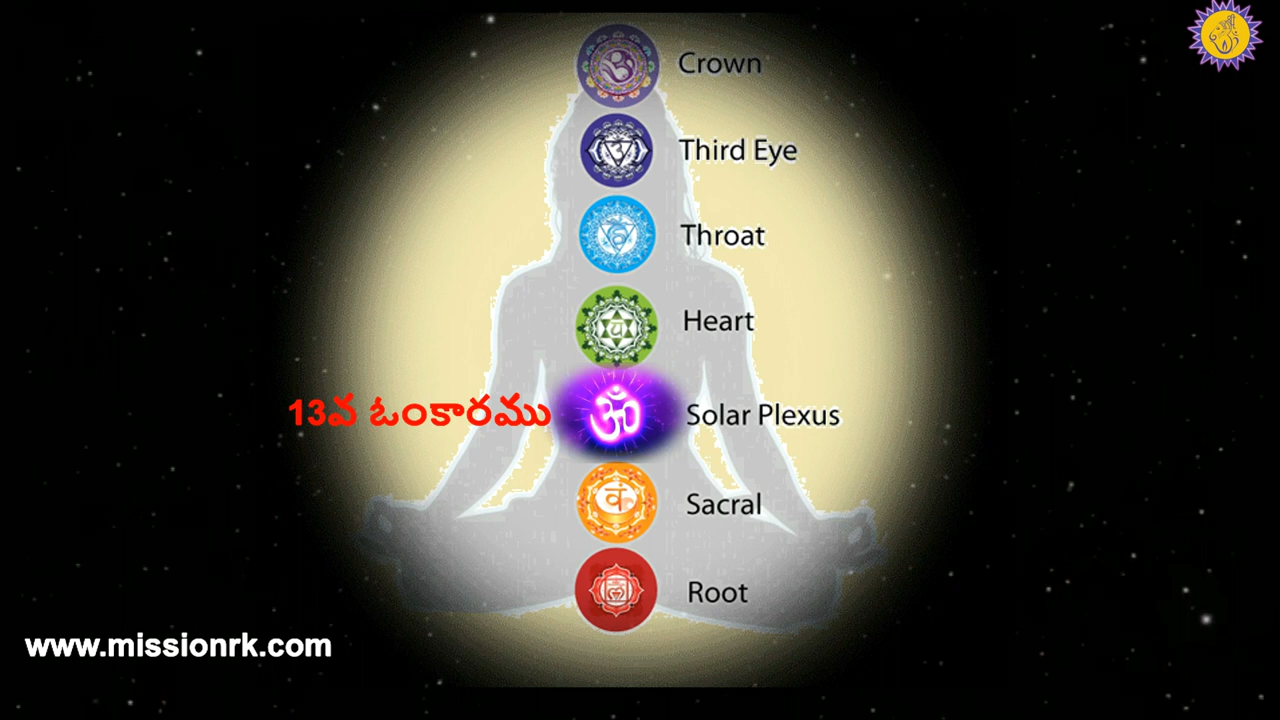 Crown
Third Eye
Throat
Heart
13వ ఓంకారము
ॐ
Solar Plexus
वं
Sacral
Root
www.missionrk.com